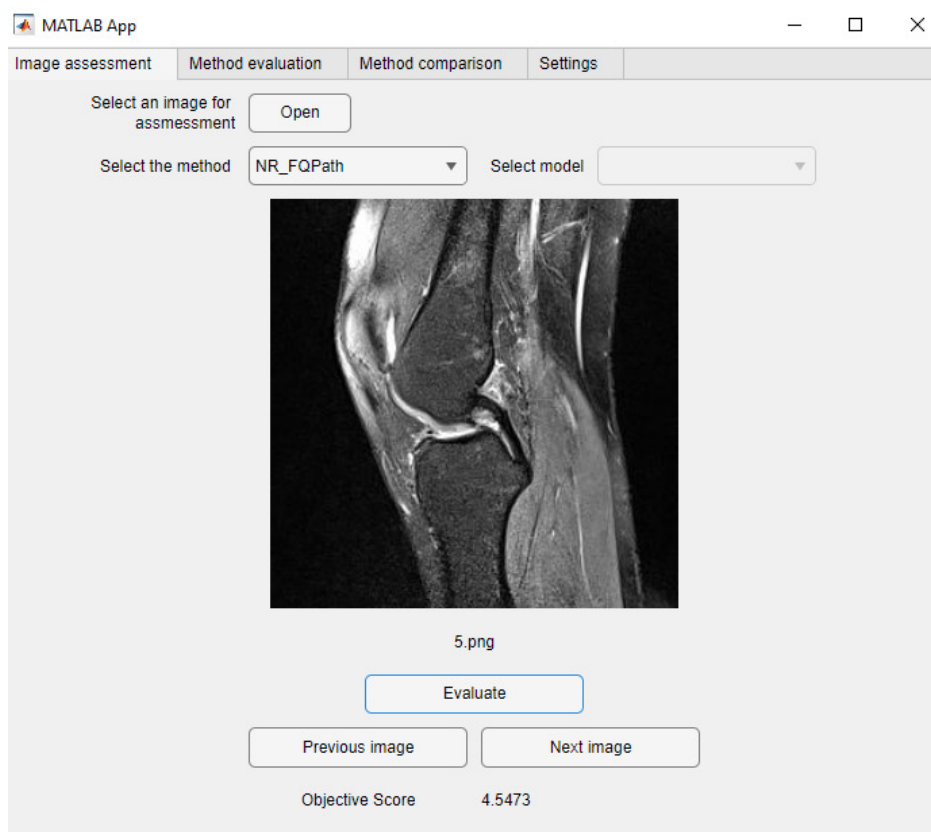 MATLAB App
Image assessment Method evaluation Method comparison Settings
Select an image for
assmessment
Open
Select the method NR_FQPath Select model
5.png
Evaluate
Previous image Next image
Objective Score 4.5473